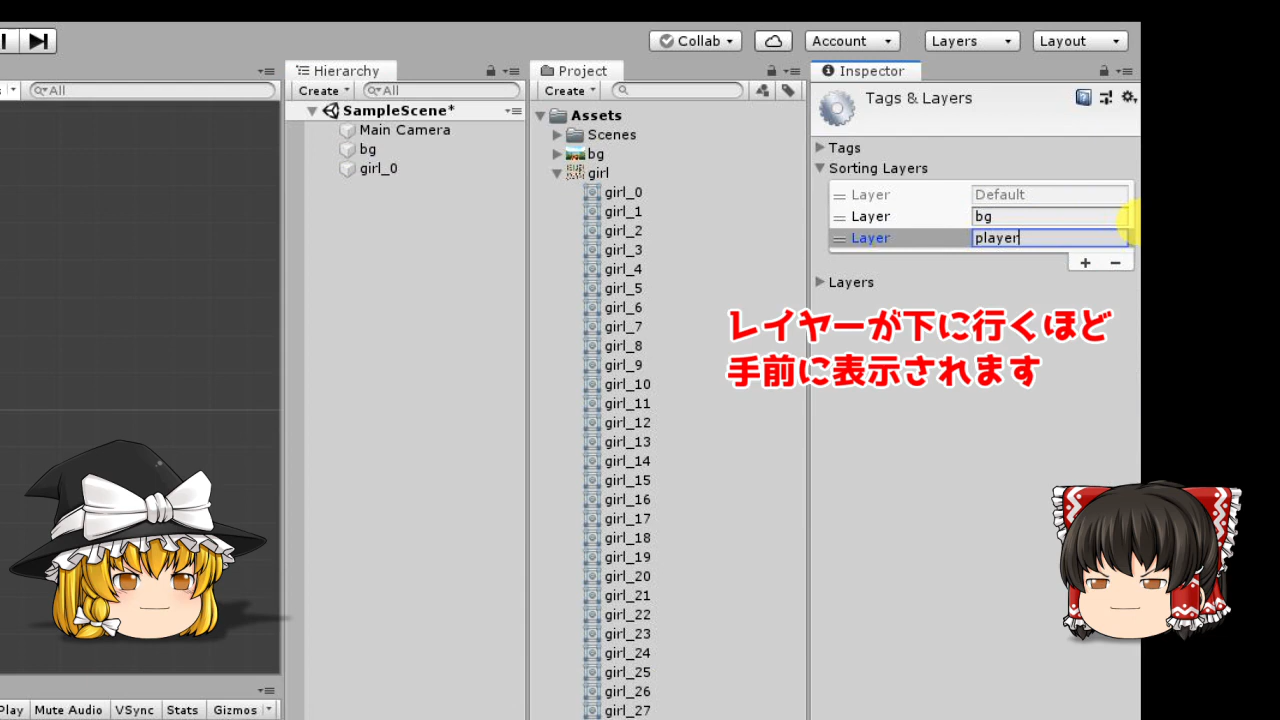 Collab
Account
Layers
Layout
All
Hierarchy
Create
All
SampleScene*
Main Camera
bg
girl_0
Project
Create
Assets
Scenes
bg
girl
girl_0
girl_1
girl_2
girl_3
girl_4
girl_5
girl_6
girl_7
girl_8
girl_9
girl_10
girl_11
girl_12
girl_13
girl_14
girl_15
girl_16
girl_17
girl_18
girl_19
girl_20
girl_21
girl_22
girl_23
girl_24
girl_25
girl_26
girl_27
Inspector
Tags & Layers
Tags
Sorting Layers
Layer Default
Layer bg
Layer player
Layers
レイヤーが下に行くほど
手前に表示されます
Play Mute Audio VSync Stats Gizmos